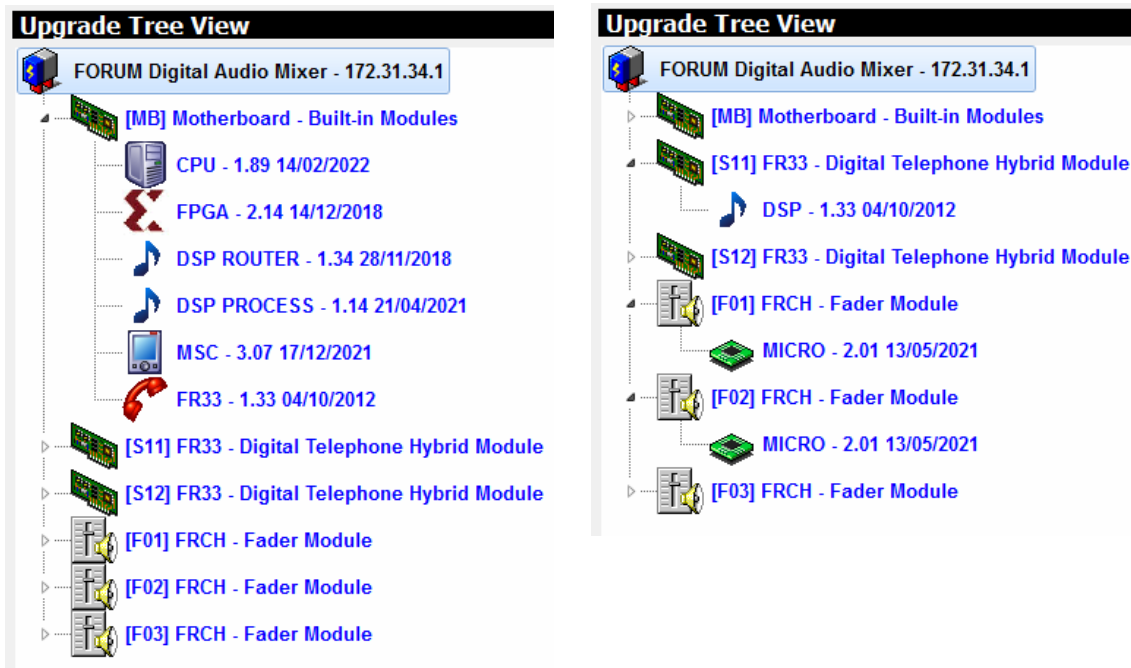 Upgrade Tree View
FORUM Digital Audio Mixer - 172.31.34.1
[MB] Motherboard - Built-in Modules
CPU - 1.89 14/02/2022
FPGA - 2.14 14/12/2018
DSP ROUTER - 1.34 28/11/2018
DSP PROCESS - 1.14 21/04/2021
MSC - 3.07 17/12/2021
FR33 - 1.33 04/10/2012
[S11] FR33 - Digital Telephone Hybrid Module
[S12] FR33 - Digital Telephone Hybrid Module
[F01] FRCH - Fader Module
[F02] FRCH - Fader Module
[F03] FRCH - Fader Module
Upgrade Tree View
FORUM Digital Audio Mixer - 172.31.34.1
[MB] Motherboard - Built-in Modules
[S11] FR33 - Digital Telephone Hybrid Module
DSP - 1.33 04/10/2012
[S12] FR33 - Digital Telephone Hybrid Module
[F01] FRCH - Fader Module
MICRO - 2.01 13/05/2021
[F02] FRCH - Fader Module
MICRO - 2.01 13/05/2021
[F03] FRCH - Fader Module